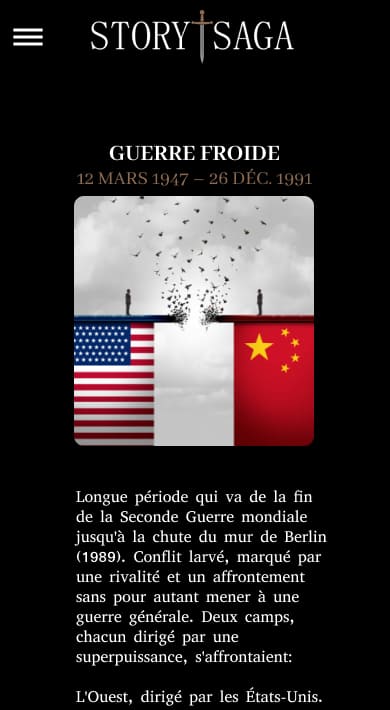 STORY SAGA
GUERRE FROIDE
12 MARS 1947 – 26 DÉC. 1991
Longue période qui va de la fin
de la Seconde Guerre mondiale
jusqu'à la chute du mur de Berlin
(1989). Conflit larvé, marqué par
une rivalité et un affrontement
sans pour autant mener à une
guerre générale. Deux camps,
chacun dirigé par une
superpuissance, s'affrontaient:
L'Ouest, dirigé par les États-Unis.